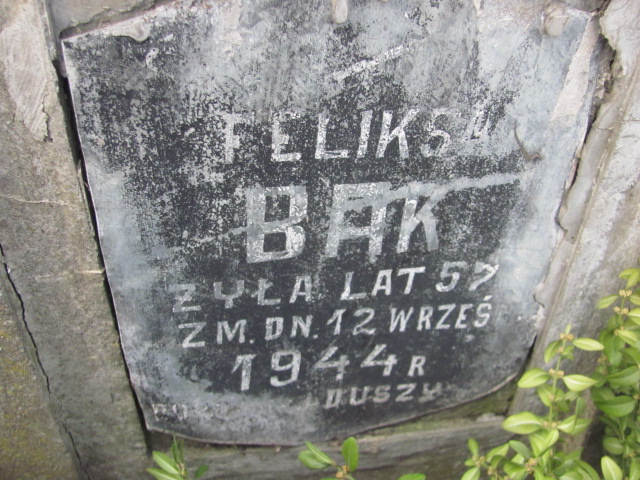 FELIKSA
BAK
ŻYŁA LAT 57
ZM. DN. 12 WRZEŚ
1944 R
DUSZY